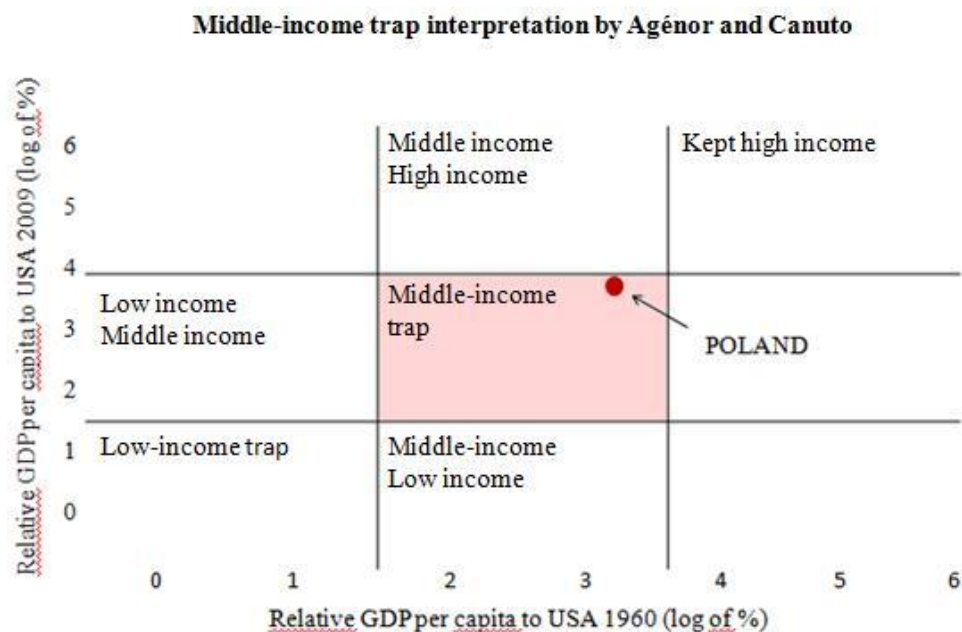 Middle-income trap interpretation by Agénor and Canuto
Relative GDP per capita to USA 2009 (log of %)
6
5
4
3
2
1
0
Middle income
High income
Kept high income
Low income
Middle income
Middle-income
trap
POLAND
Low-income trap
Middle-income
Low income
0 1 2 3 4 5 6
Relative GDP per capita to USA 1960 (log of %)